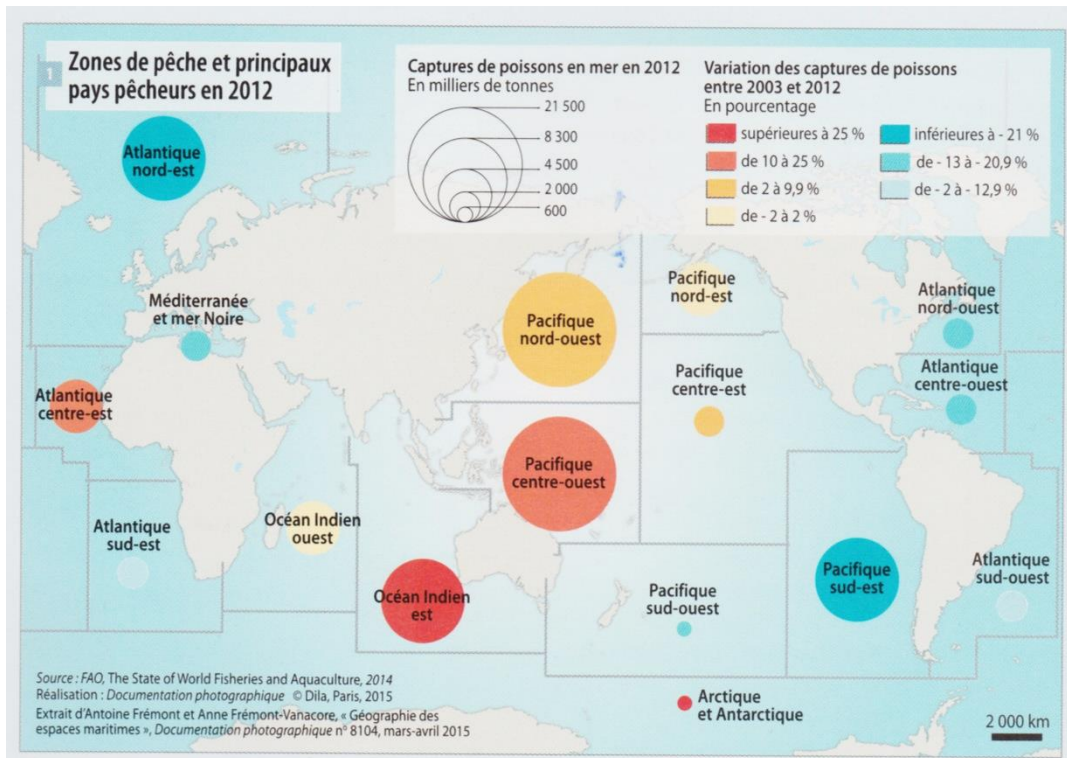 1
Zones de pêche et principaux
pays pêcheurs en 2012
Captures de poissons en mer en 2012
En milliers de tonnes
21 500
8 300
4 500
2 000
600
Variation des captures de poissons
entre 2003 et 2012
En pourcentage
supérieures à 25 %
de 10 à 25 %
de 2 à 9,9 %
de - 2 à 2 %
inférieures à - 21 %
de - 13 à - 20,9 %
de - 2 à - 12,9 %
Atlantique
nord-est
Méditerranée
et mer Noire
Pacifique
nord-ouest
Pacifique
nord-est
Atlantique
nord-ouest
Atlantique
centre-est
Pacifique
centre-ouest
Pacifique
centre-est
Atlantique
centre-ouest
Atlantique
sud-est
Océan Indien
ouest
Océan Indien
est
Pacifique
sud-ouest
Pacifique
sud-est
Atlantique
sud-ouest
Arctique
et Antarctique
2 000 km
Source : FAO, The State of World Fisheries and Aquaculture, 2014
Réalisation : Documentation photographique © Dila, Paris, 2015
Extrait d'Antoine Frémont et Anne Frémont-Vanacore, « Géographie des
espaces maritimes », Documentation photographique n° 8104, mars-avril 2015